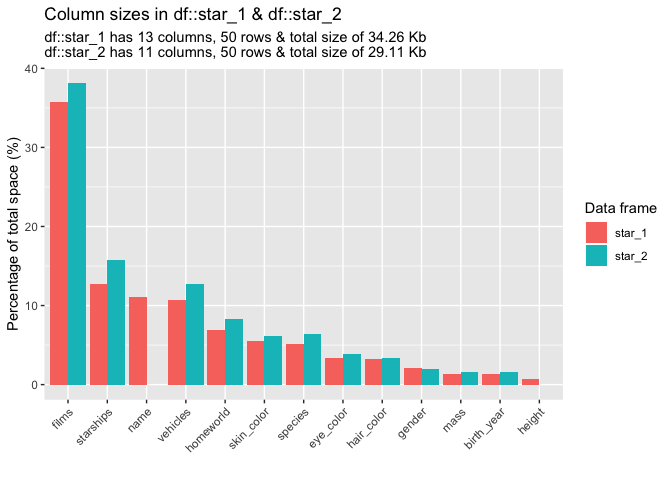 Column sizes in df::star_1 & df::star_2
df::star_1 has 13 columns, 50 rows & total size of 34.26 Kb
df::star_2 has 11 columns, 50 rows & total size of 29.11 Kb
Percentage of total space (%)
40
30
20
10
0
films
starships
name
vehicles
homeworld
skin_color
species
eye_color
hair_color
gender
mass
birth_year
height
Data frame
star_1
star_2